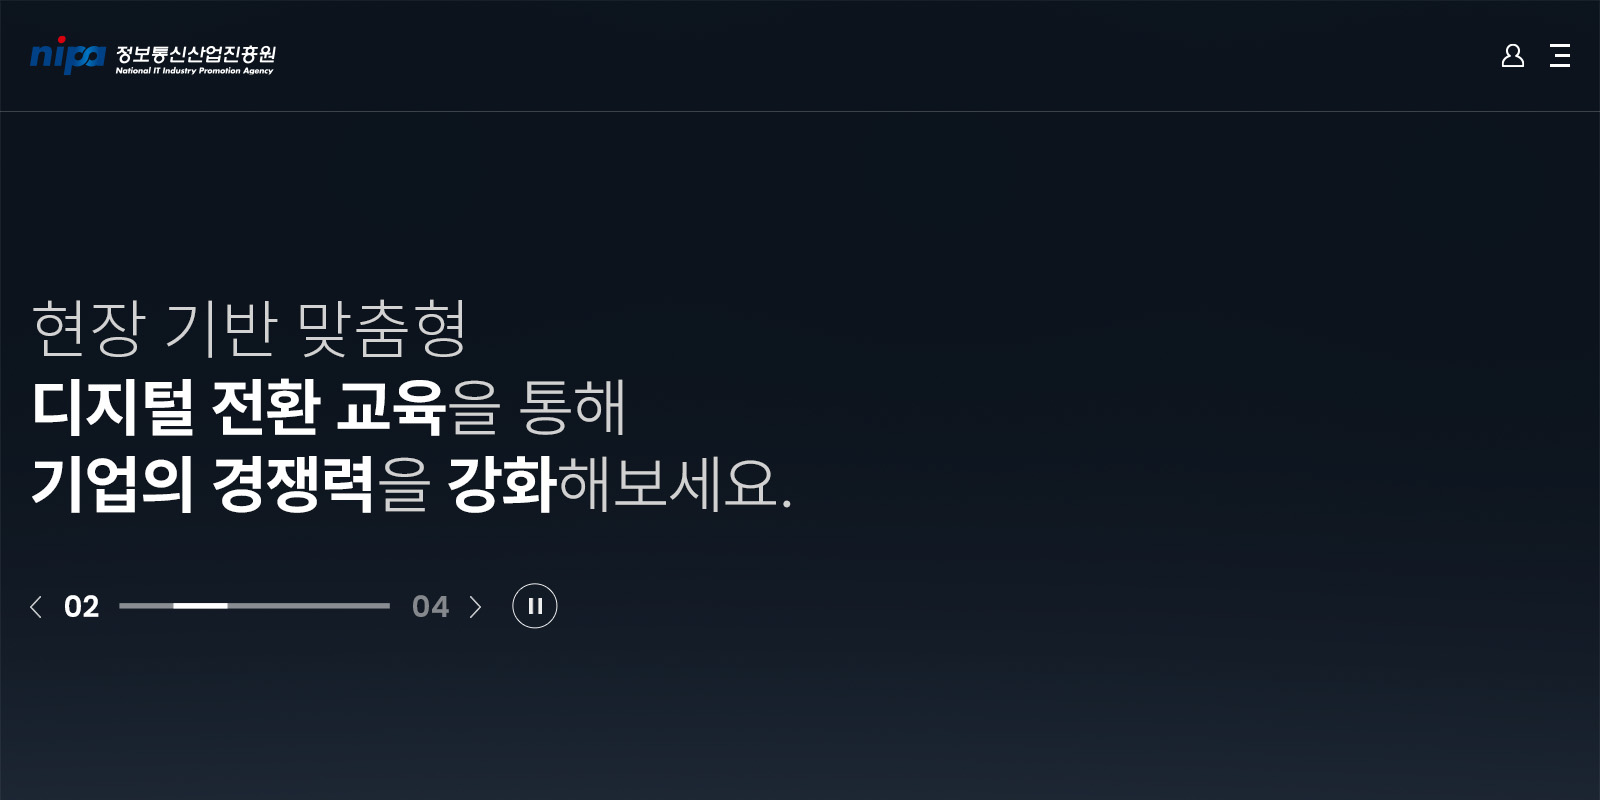 nipa 정보통신산업진흥원
National IT Industry Promotion Agency
현장 기반 맞춤형
디지털 전환 교육을 통해
기업의 경쟁력을 강화해보세요.
02 04